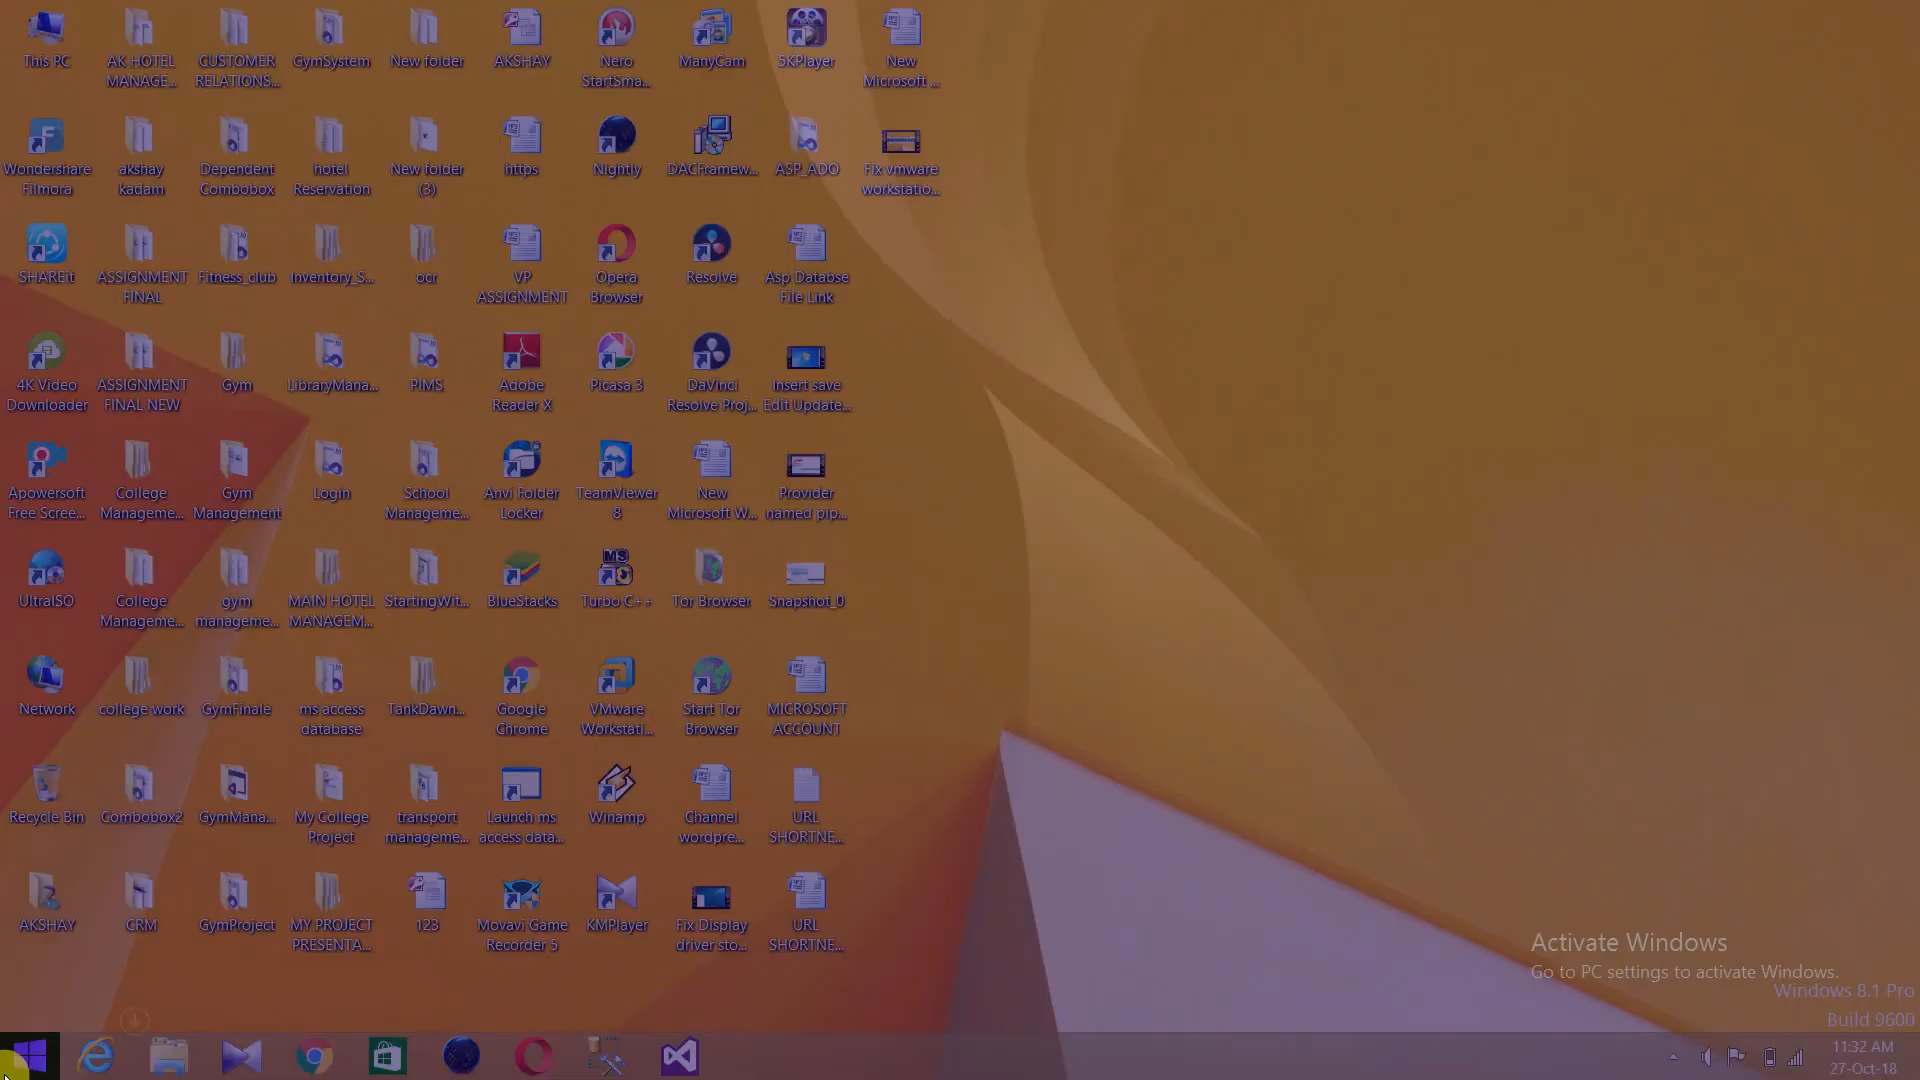 This PC
AK HOTEL
MANAGE...
CUSTOMER
RELATIONS...
GymSystem
New folder
AKSHAY
Nero
StartSma...
ManyCam
5KPlayer
New
Microsoft ...
Wondershare
Filmora
akshay
kadam
Dependent
Combobox
hotel
Reservation
New folder
(3)
https
Nightly
DACFramew...
ASP_ADO
Fix vmware
workstatio...
SHAREit
ASSIGNMENT
FINAL
Fitness_club
Inventory_S...
ocr
VP
ASSIGNMENT
Opera
Browser
Resolve
Asp Databse
File Link
4K Video
Downloader
ASSIGNMENT
FINAL NEW
Gym
LibraryMana...
PIMS
Adobe
Reader X
Picasa 3
DaVinci
Resolve Proj...
Insert save
Edit Update...
Apowersoft
Free Scree...
College
Manageme...
Gym
Management
Login
School
Manageme...
Anvi Folder
Locker
TeamViewer
8
New
Microsoft W...
Provider
named pip...
UltraISO
College
Manageme...
gym
manageme...
MAIN HOTEL
MANAGEM...
StartingWit...
BlueStacks
MS
Turbo C++
Tor Browser
Snapshot_0
Network
college work
GymFinale
ms access
database
TankDawn...
Google
Chrome
VMware
Workstati...
Start Tor
Browser
MICROSOFT
ACCOUNT
Recycle Bin
Combobox2
GymMana...
My College
Project
transport
manageme...
Launch ms
access data...
Winamp
Channel
wordpre...
URL
SHORTNE...
AKSHAY
CRM
GymProject
MY PROJECT
PRESENTA...
123
Movavi Game
Recorder 5
KMPlayer
Fix Display
driver sto...
URL
SHORTNE...
Activate Windows
Go to PC settings to activate Windows.
Windows 8.1 Pro
Build 9600
11:32 AM
27-Oct-18